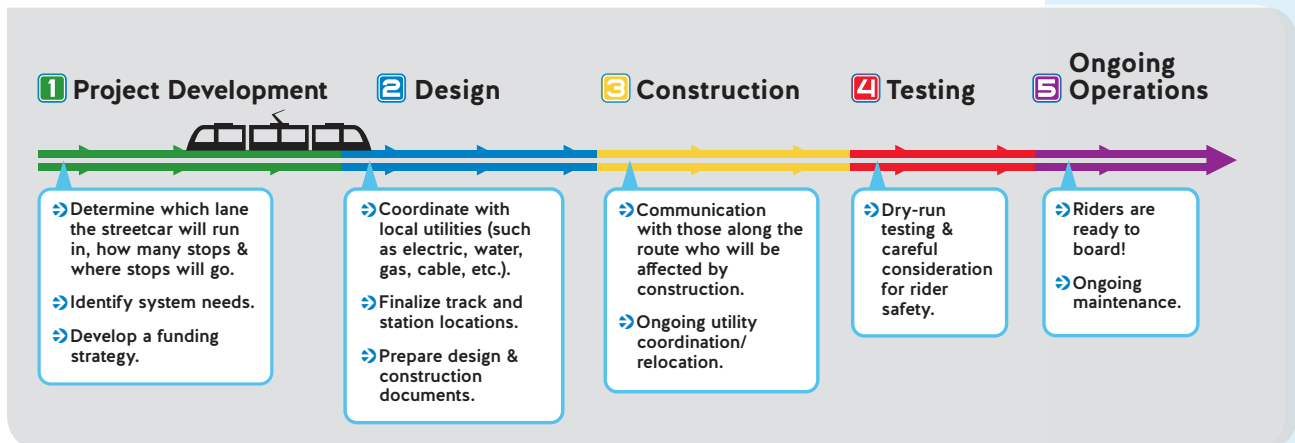 1 Project Development
2 Design
3 Construction
4 Testing
5 Ongoing
Operations
Determine which lane
the streetcar will run
in, how many stops &
where stops will go.
Identify system needs.
Develop a funding
strategy.
Coordinate with
local utilities (such
as electric, water,
gas, cable, etc.).
Finalize track and
station locations.
Prepare design &
construction
documents.
Communication
with those along the
route who will be
affected by
construction.
Ongoing utility
coordination/
relocation.
Dry-run
testing &
careful
consideration
for rider
safety.
Riders are
ready to
board!
Ongoing
maintenance.